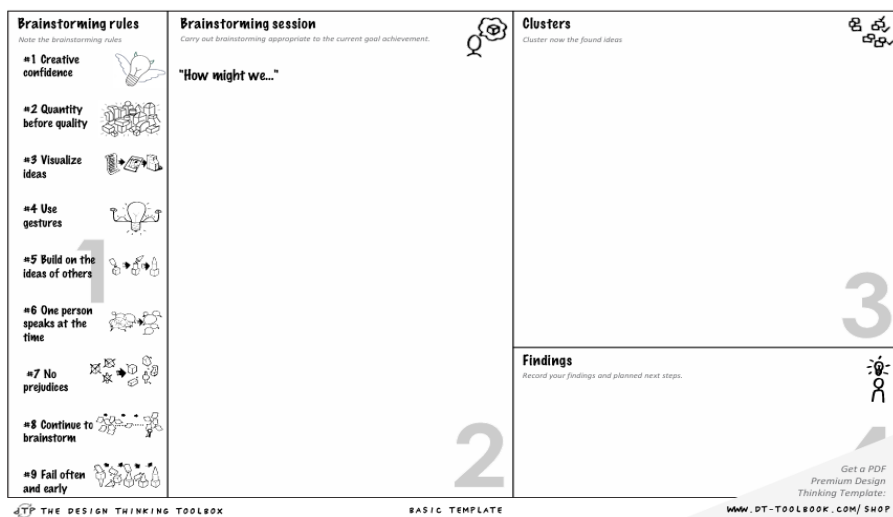 Brainstorming rules
Note the brainstorming rules
#1 Creative
confidence
#2 Quantity
before quality
#3 Visualize
ideas
#4 Use
gestures
1
#5 Build on the
ideas of others
#6 One person
speaks at the
time
#7 No
prejudices
#8 Continue to
brainstorm
#9 Fail often
and early
Brainstorming session
Carry out brainstorming appropriate to the current goal achievement.
"How might we..."
2
Clusters
Cluster now the found ideas
3
Findings
Record your findings and planned next steps.
4
Get a PDF
Premium Design
Thinking Template:
DTP THE DESIGN THINKING TOOLBOX
BASIC TEMPLATE
WWW.DT-TOOLBOOK.COM/SHOP